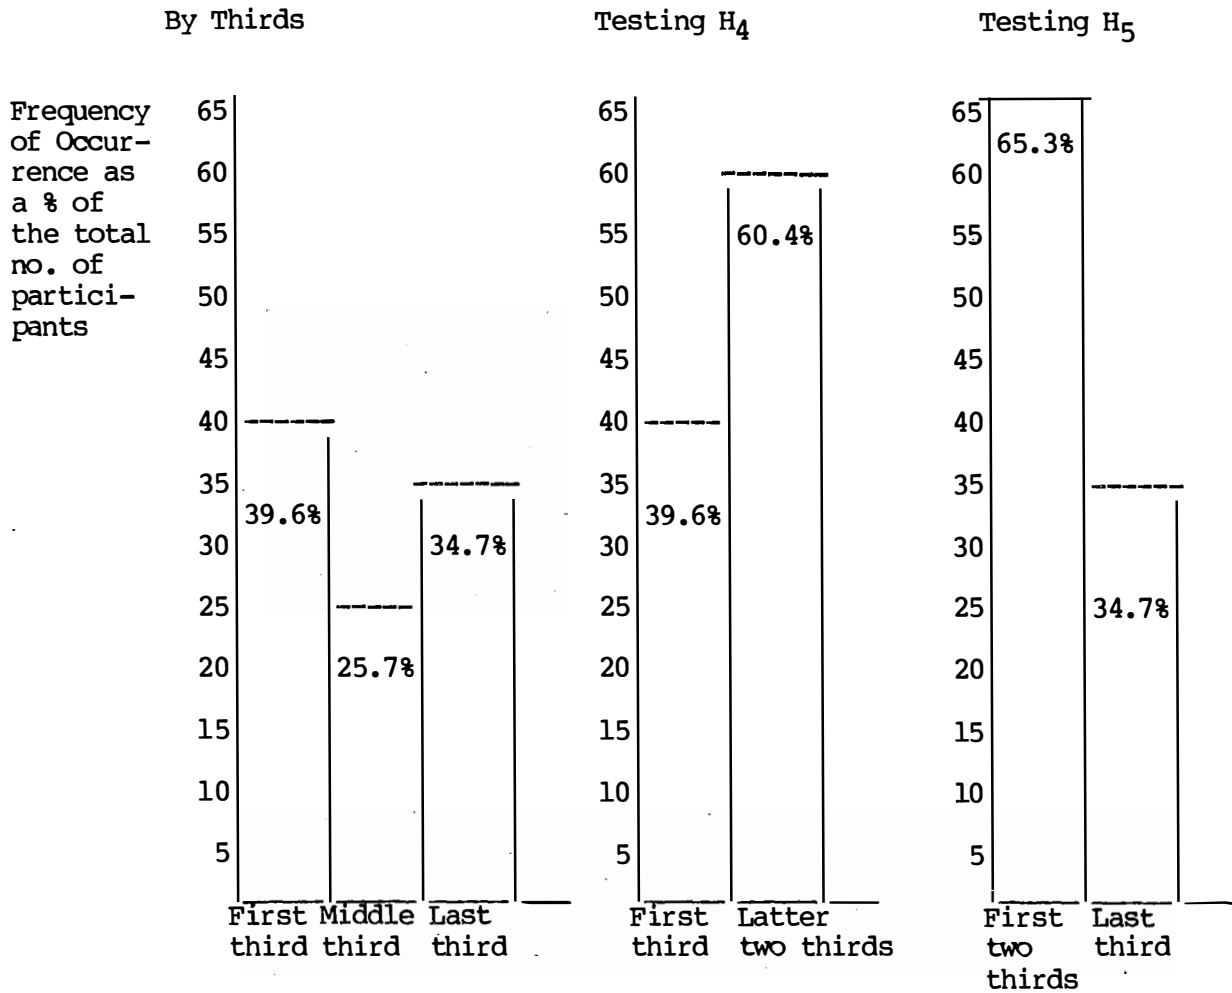 By Thirds
Testing H4
Testing H5
Frequency
of Occur-
rence as
a % of
the total
no. of
partici-
pants
65
60
55
50
45
40
35
30
25
20
15
10
5
39.6%
25.7%
34.7%
First Middle Last
third third third
65
60
55
50
45
40
35
30
25
20
15
10
5
39.6%
60.4%
First Latter
third two thirds
65
60
55
50
45
40
35
30
25
20
15
10
5
65.3%
34.7%
First Last
two third
thirds